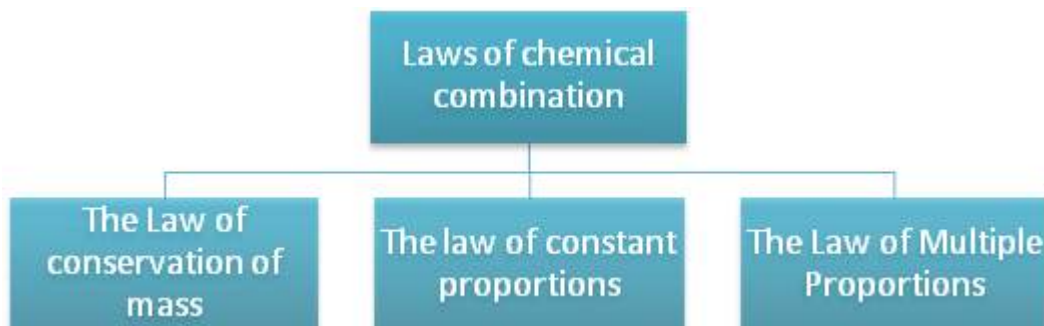 Laws of chemical
combination
The Law of
conservation of
mass
The law of constant
proportions
The Law of Multiple
Proportions